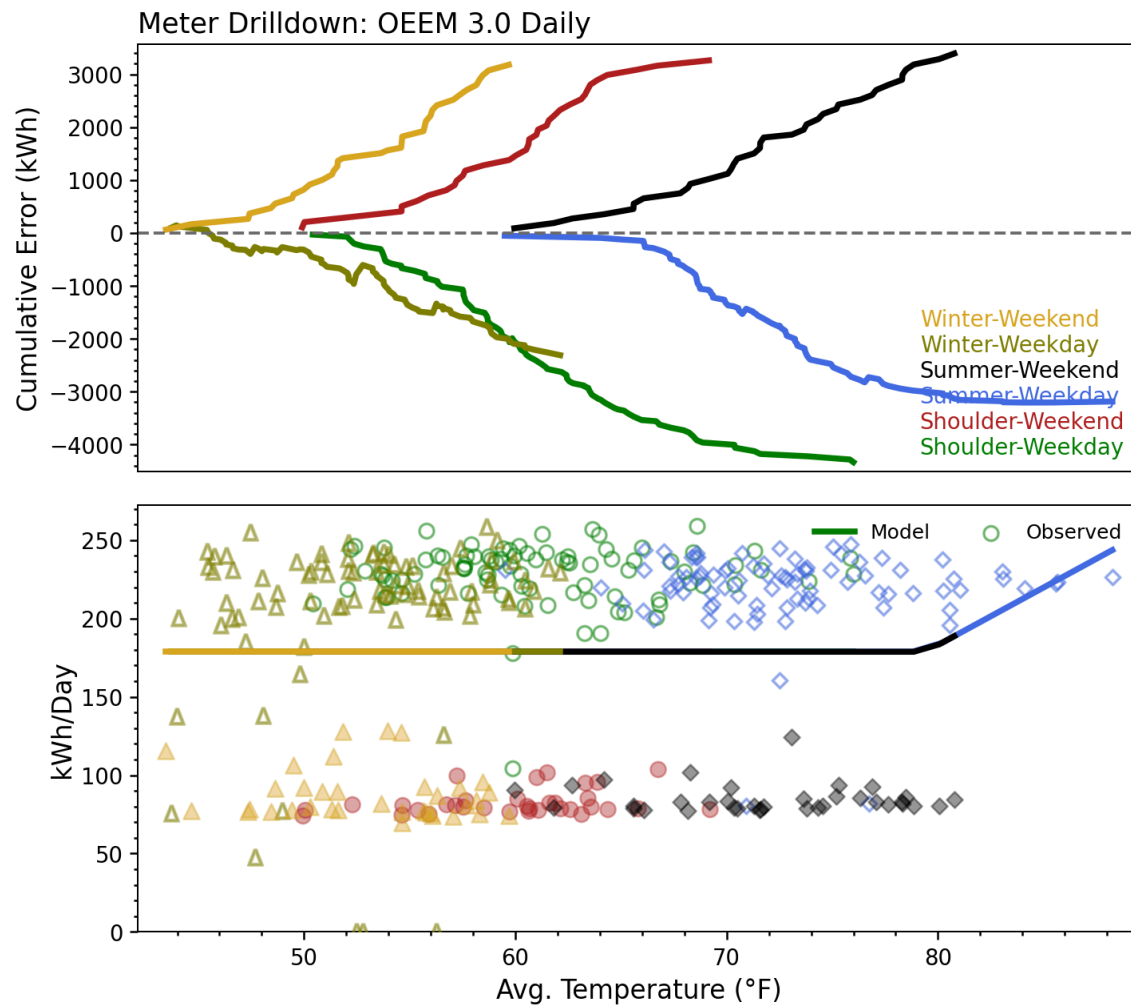 Meter Drilldown: OEEM 3.0 Daily
Cumulative Error (kWh)
3000
2000
1000
0
−1000
−2000
−3000
−4000
Winter-Weekend
Winter-Weekday
Summer-Weekend
Summer-Weekday
Shoulder-Weekend
Shoulder-Weekday
kWh/Day
250
200
150
100
50
0
Model
Observed
50
60
70
80
Avg. Temperature (°F)